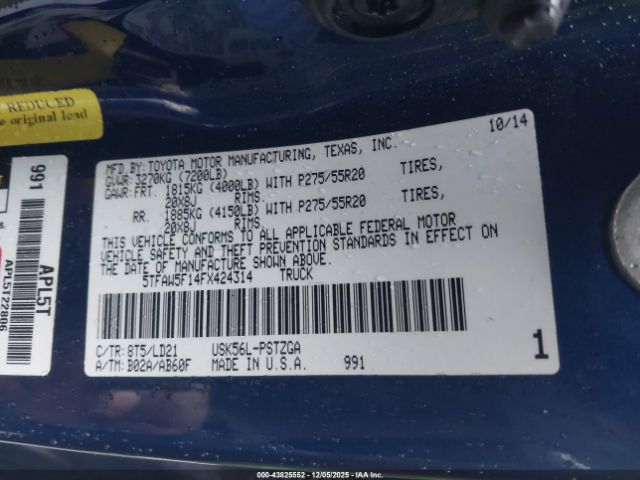 REDUCED
e original load
991
APL5T
APL5T22806
10/14
MFD. BY: TOYOTA MOTOR MANUFACTURING, TEXAS, INC.
GVWR: 3270KG (7200LB)
GAWR: FRT. 1815KG (4000LB) WITH P275/55R20 TIRES,
20X8J RIMS.
RR. 1885KG (4150LB) WITH P275/55R20 TIRES,
20X8J RIMS
THIS VEHICLE CONFORMS TO ALL APPLICABLE FEDERAL MOTOR
VEHICLE SAFETY AND THEFT PREVENTION STANDARDS IN EFFECT ON
THE DATE OF MANUFACTURE SHOWN ABOVE.
5TFAW5F14FX424314 TRUCK
C/TR: 8T5/LD21 USK56L-PSTZGA
A/TM: B02A/AB60F MADE IN U.S.A. 991
1
IAA 43825552 | 12/05/2025 | IMPACT AUTO AUCTIONS